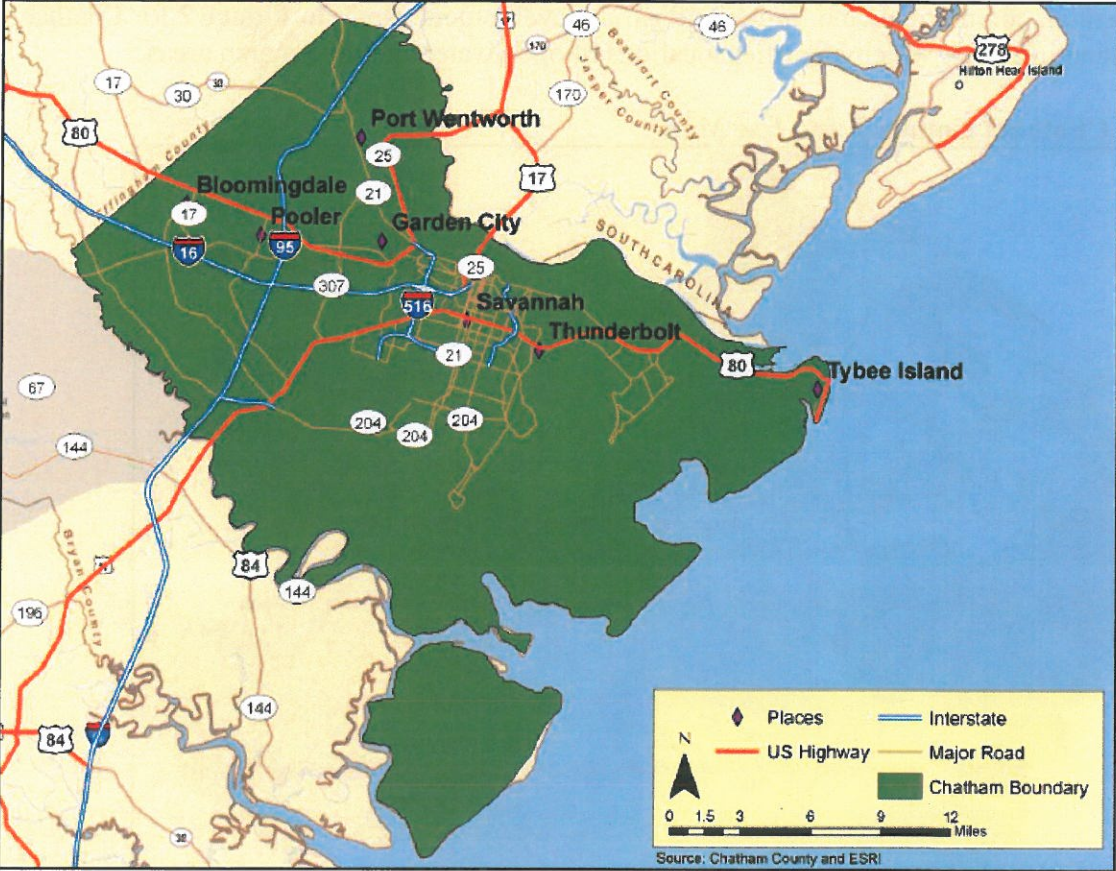 46
46
17
170
278
Hilton Head Island
17
30
30
170
Beaufort County
Jasper County
80
Port Wentworth
25
17
Effingham County
Bloomingdale
21
17
Pooler
Garden City
16
95
SOUTH CAROLINA
25
307
516
Savannah
Thunderbolt
21
80
Tybee Island
67
204
204
204
144
Bryan County
84
144
196
144
84
Places
Interstate
N
US Highway
Major Road
Chatham Boundary
0 1.5 3 6 9 12
Miles
Source: Chatham County and ESRI